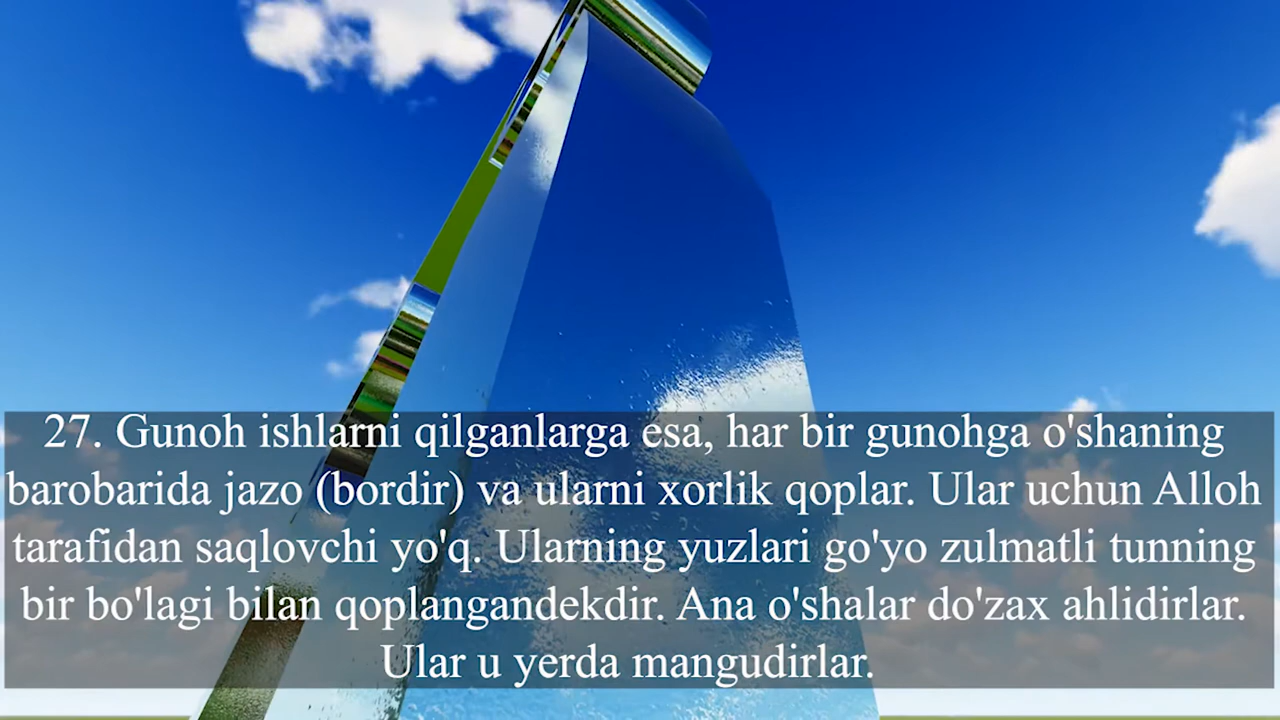 27. Gunoh ishlarni qilganlarga esa, har bir gunohga o'shaning
barobarida jazo (bordir) va ularni xorlik qoplar. Ular uchun Alloh
tarafidan saqlovchi yo'q. Ularning yuzlari go'yo zulmatli tunning
bir bo'lagi bilan qoplangandekdir. Ana o'shalar do'zax ahlidirlar.
Ular u yerda mangudirlar.